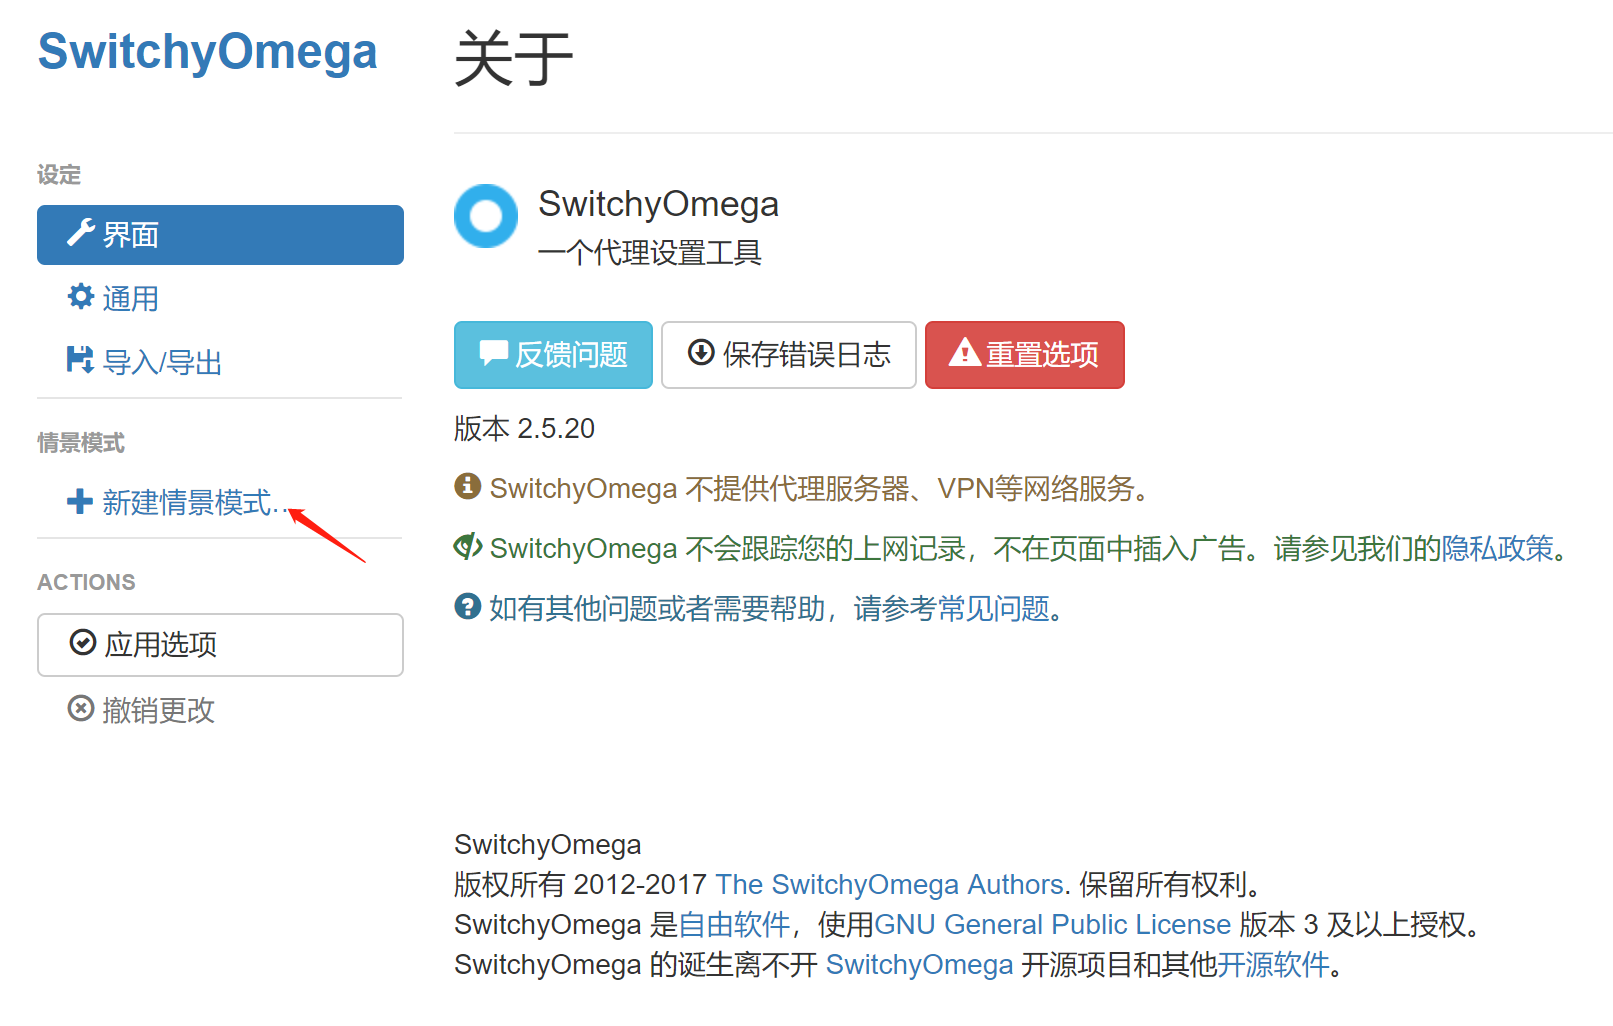 SwitchyOmega
设定
界面
通用
导入/导出
情景模式
新建情景模式..
ACTIONS
应用选项
撤销更改
关于
SwitchyOmega
一个代理设置工具
反馈问题
保存错误日志
重置选项
版本 2.5.20
SwitchyOmega 不提供代理服务器、VPN等网络服务。
SwitchyOmega 不会跟踪您的上网记录，不在页面中插入广告。请参见我们的隐私政策。
如有其他问题或者需要帮助，请参考常见问题。
SwitchyOmega
版权所有 2012-2017 The SwitchyOmega Authors. 保留所有权利。
SwitchyOmega 是自由软件，使用GNU General Public License 版本 3 及以上授权。
SwitchyOmega 的诞生离不开 SwitchyOmega 开源项目和其他开源软件。